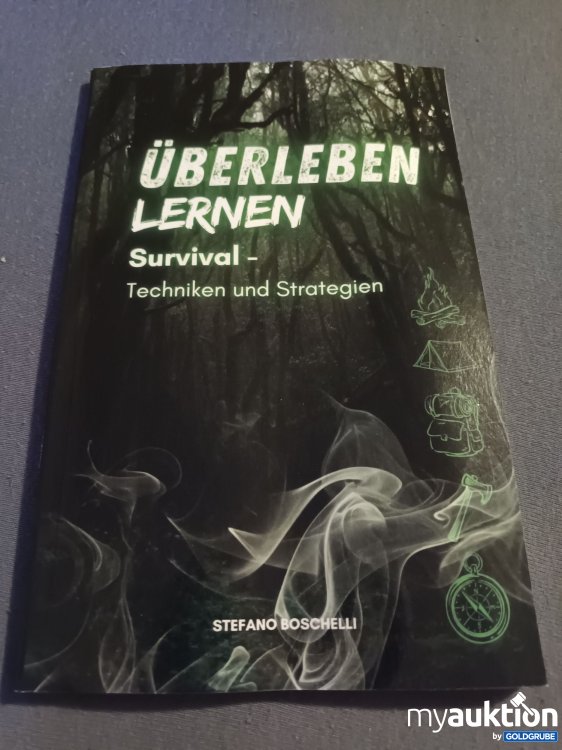 ÜBERLEBEN
LERNEN
Survival –
Techniken und Strategien
STEFANO BOSCHELLI
myauktion
by GOLDGRUBE